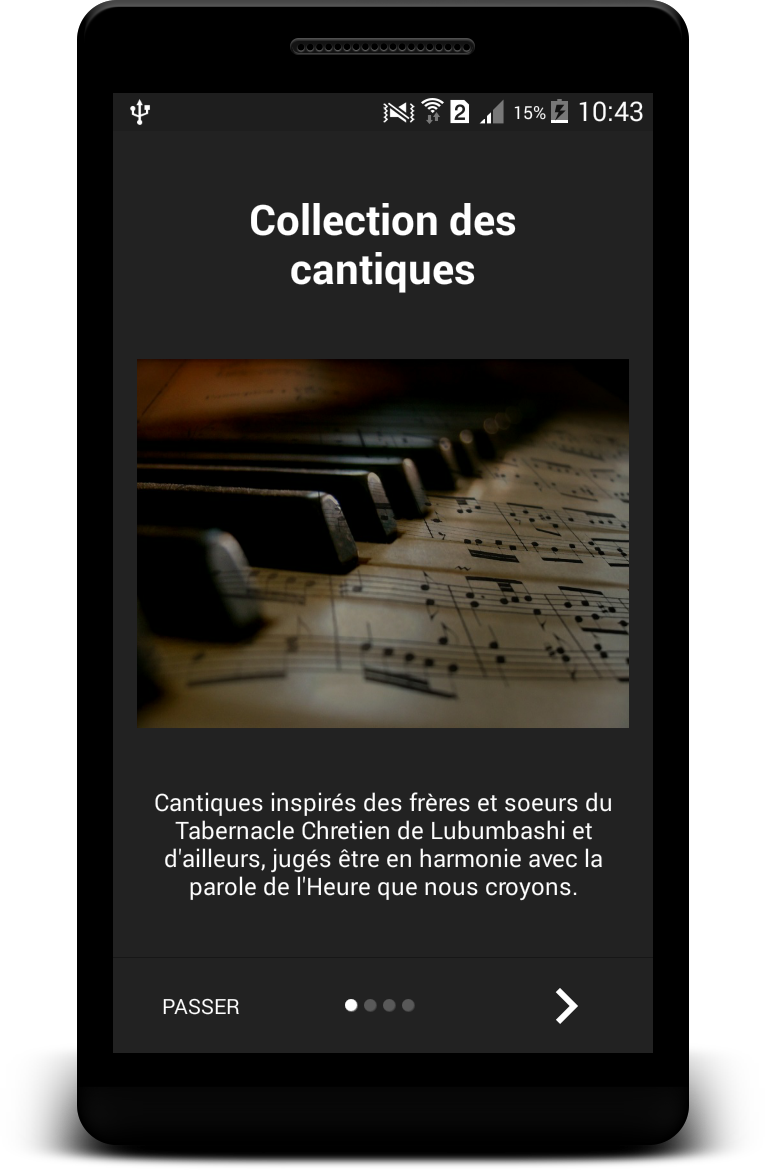 2 15% 10:43
Collection des
cantiques
Cantiques inspirés des frères et soeurs du
Tabernacle Chretien de Lubumbashi et
d'ailleurs, jugés être en harmonie avec la
parole de l'Heure que nous croyons.
PASSER